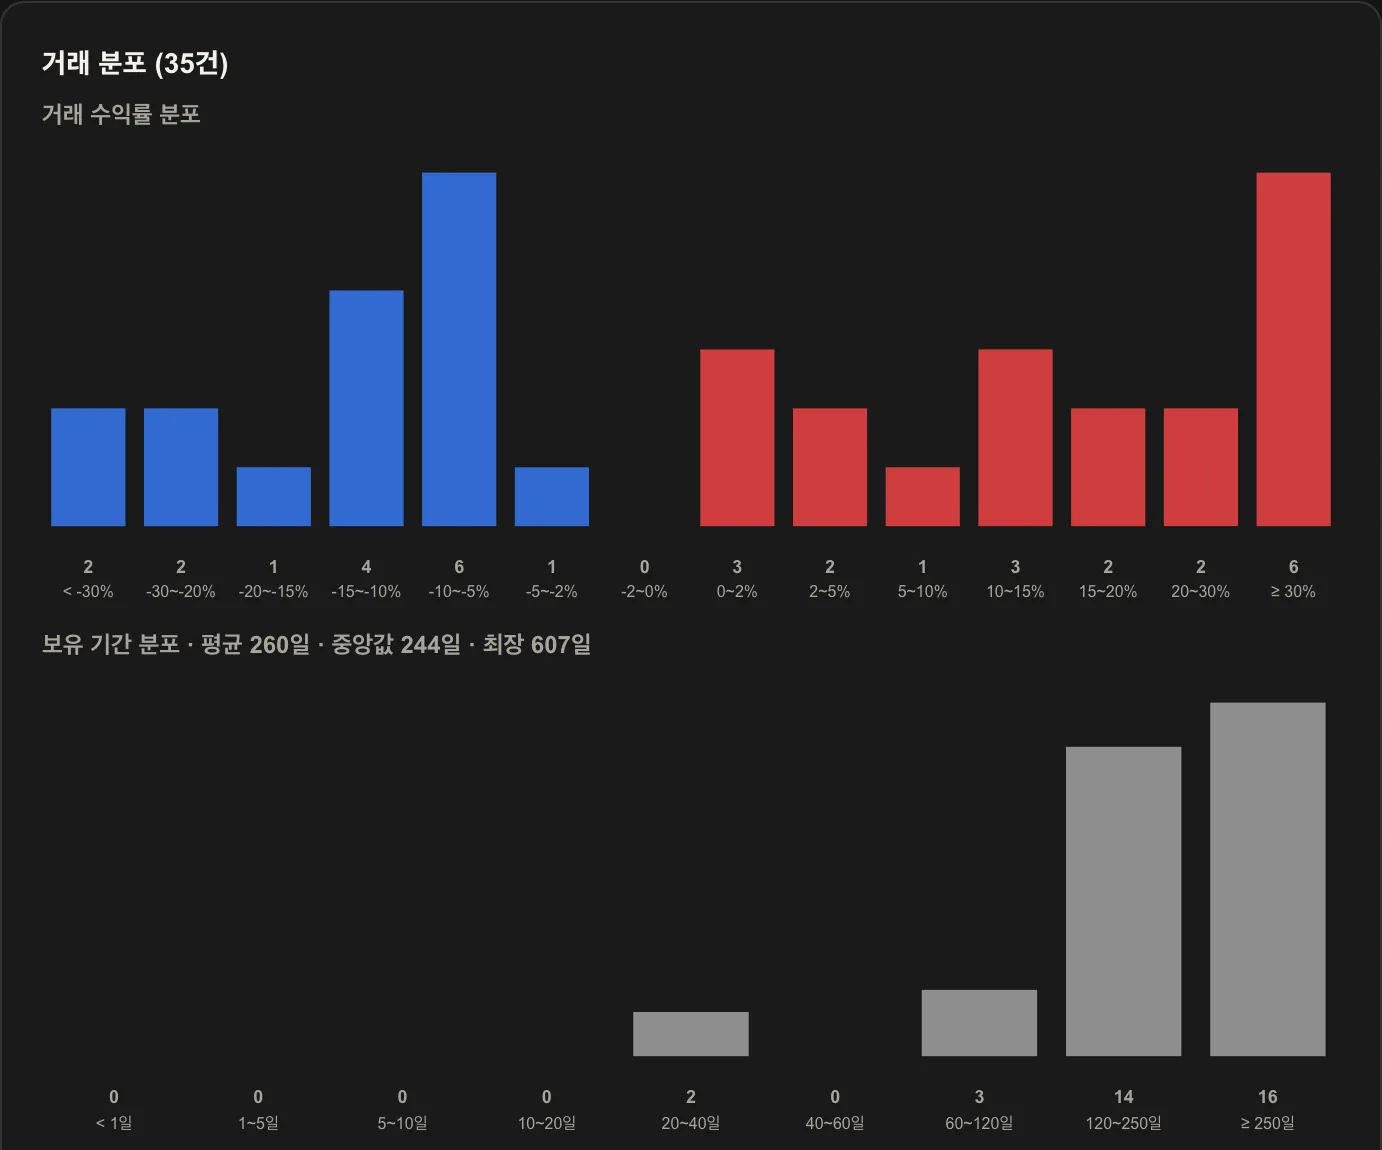 거래 분포 (35건)
거래 수익률 분포
2 2 1 4 6 1 0 3 2 1 3 2 2 6
< -30% -30~-20% -20~-15% -15~-10% -10~-5% -5~-2% -2~0% 0~2% 2~5% 5~10% 10~15% 15~20% 20~30% ≥ 30%
보유 기간 분포 · 평균 260일 · 중앙값 244일 · 최장 607일
0 0 0 0 2 0 3 14 16
< 1일 1~5일 5~10일 10~20일 20~40일 40~60일 60~120일 120~250일 ≥ 250일